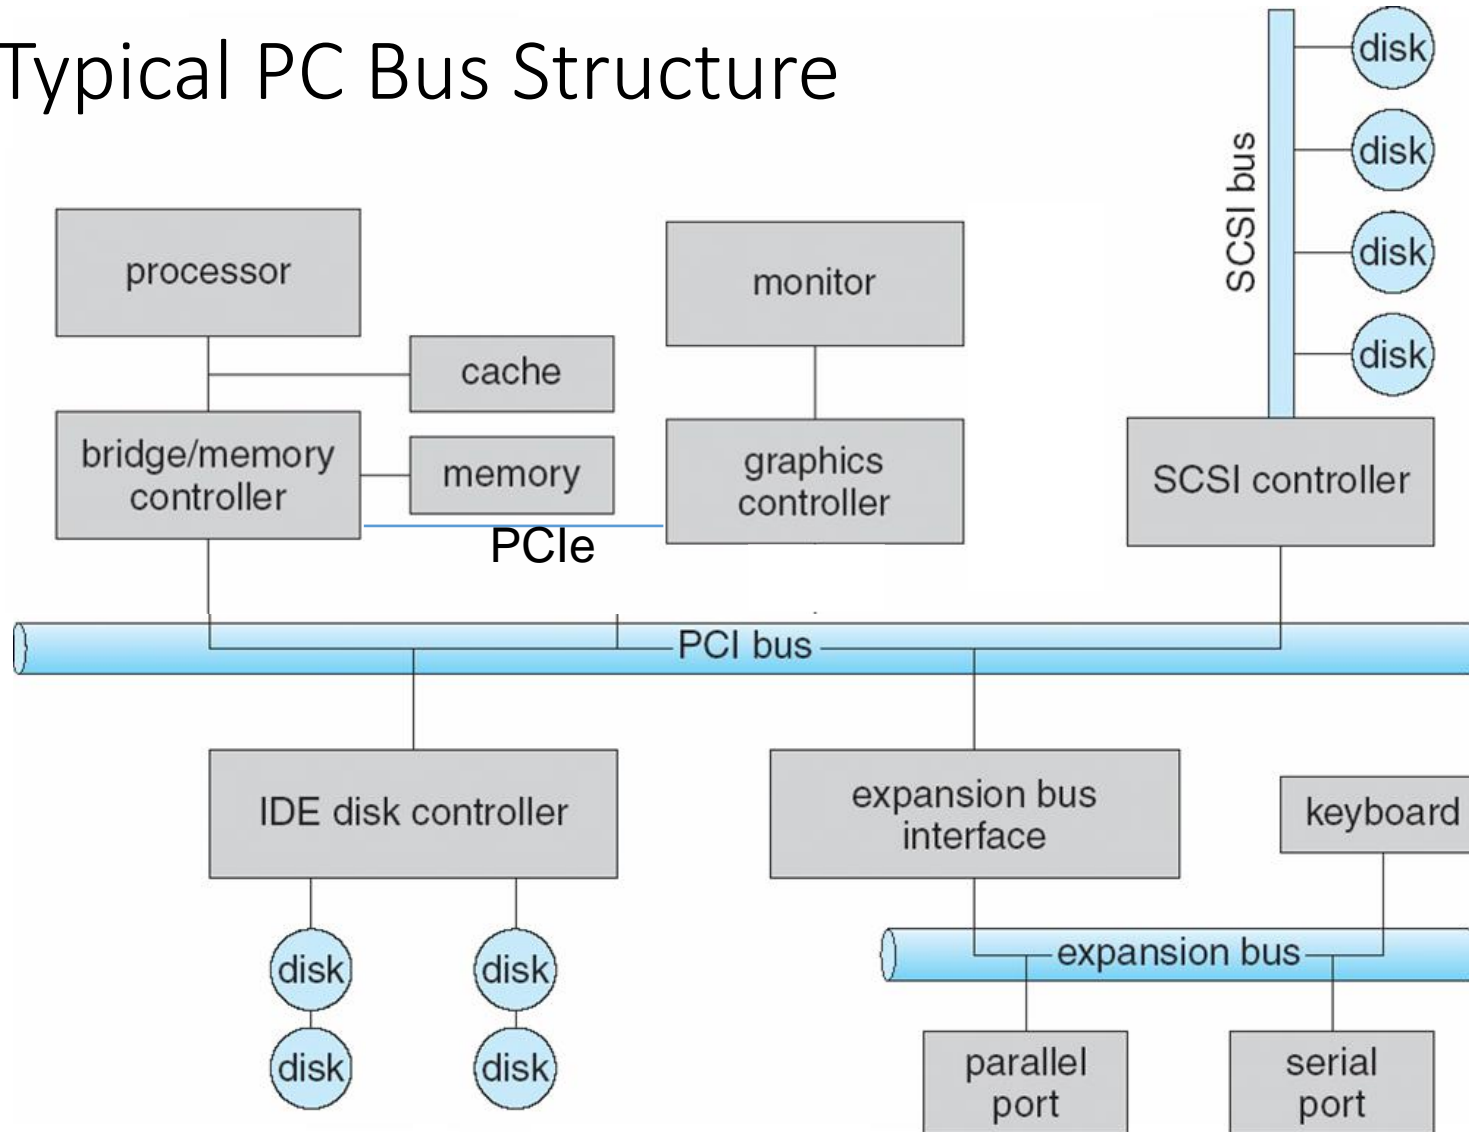 Typical PC Bus Structure
disk
disk
disk
disk
SCSI bus
processor
monitor
cache
bridge/memory
controller
memory
graphics
controller
SCSI controller
PCIe
PCI bus
IDE disk controller
expansion bus
interface
keyboard
disk
disk
expansion bus
disk
disk
parallel
port
serial
port